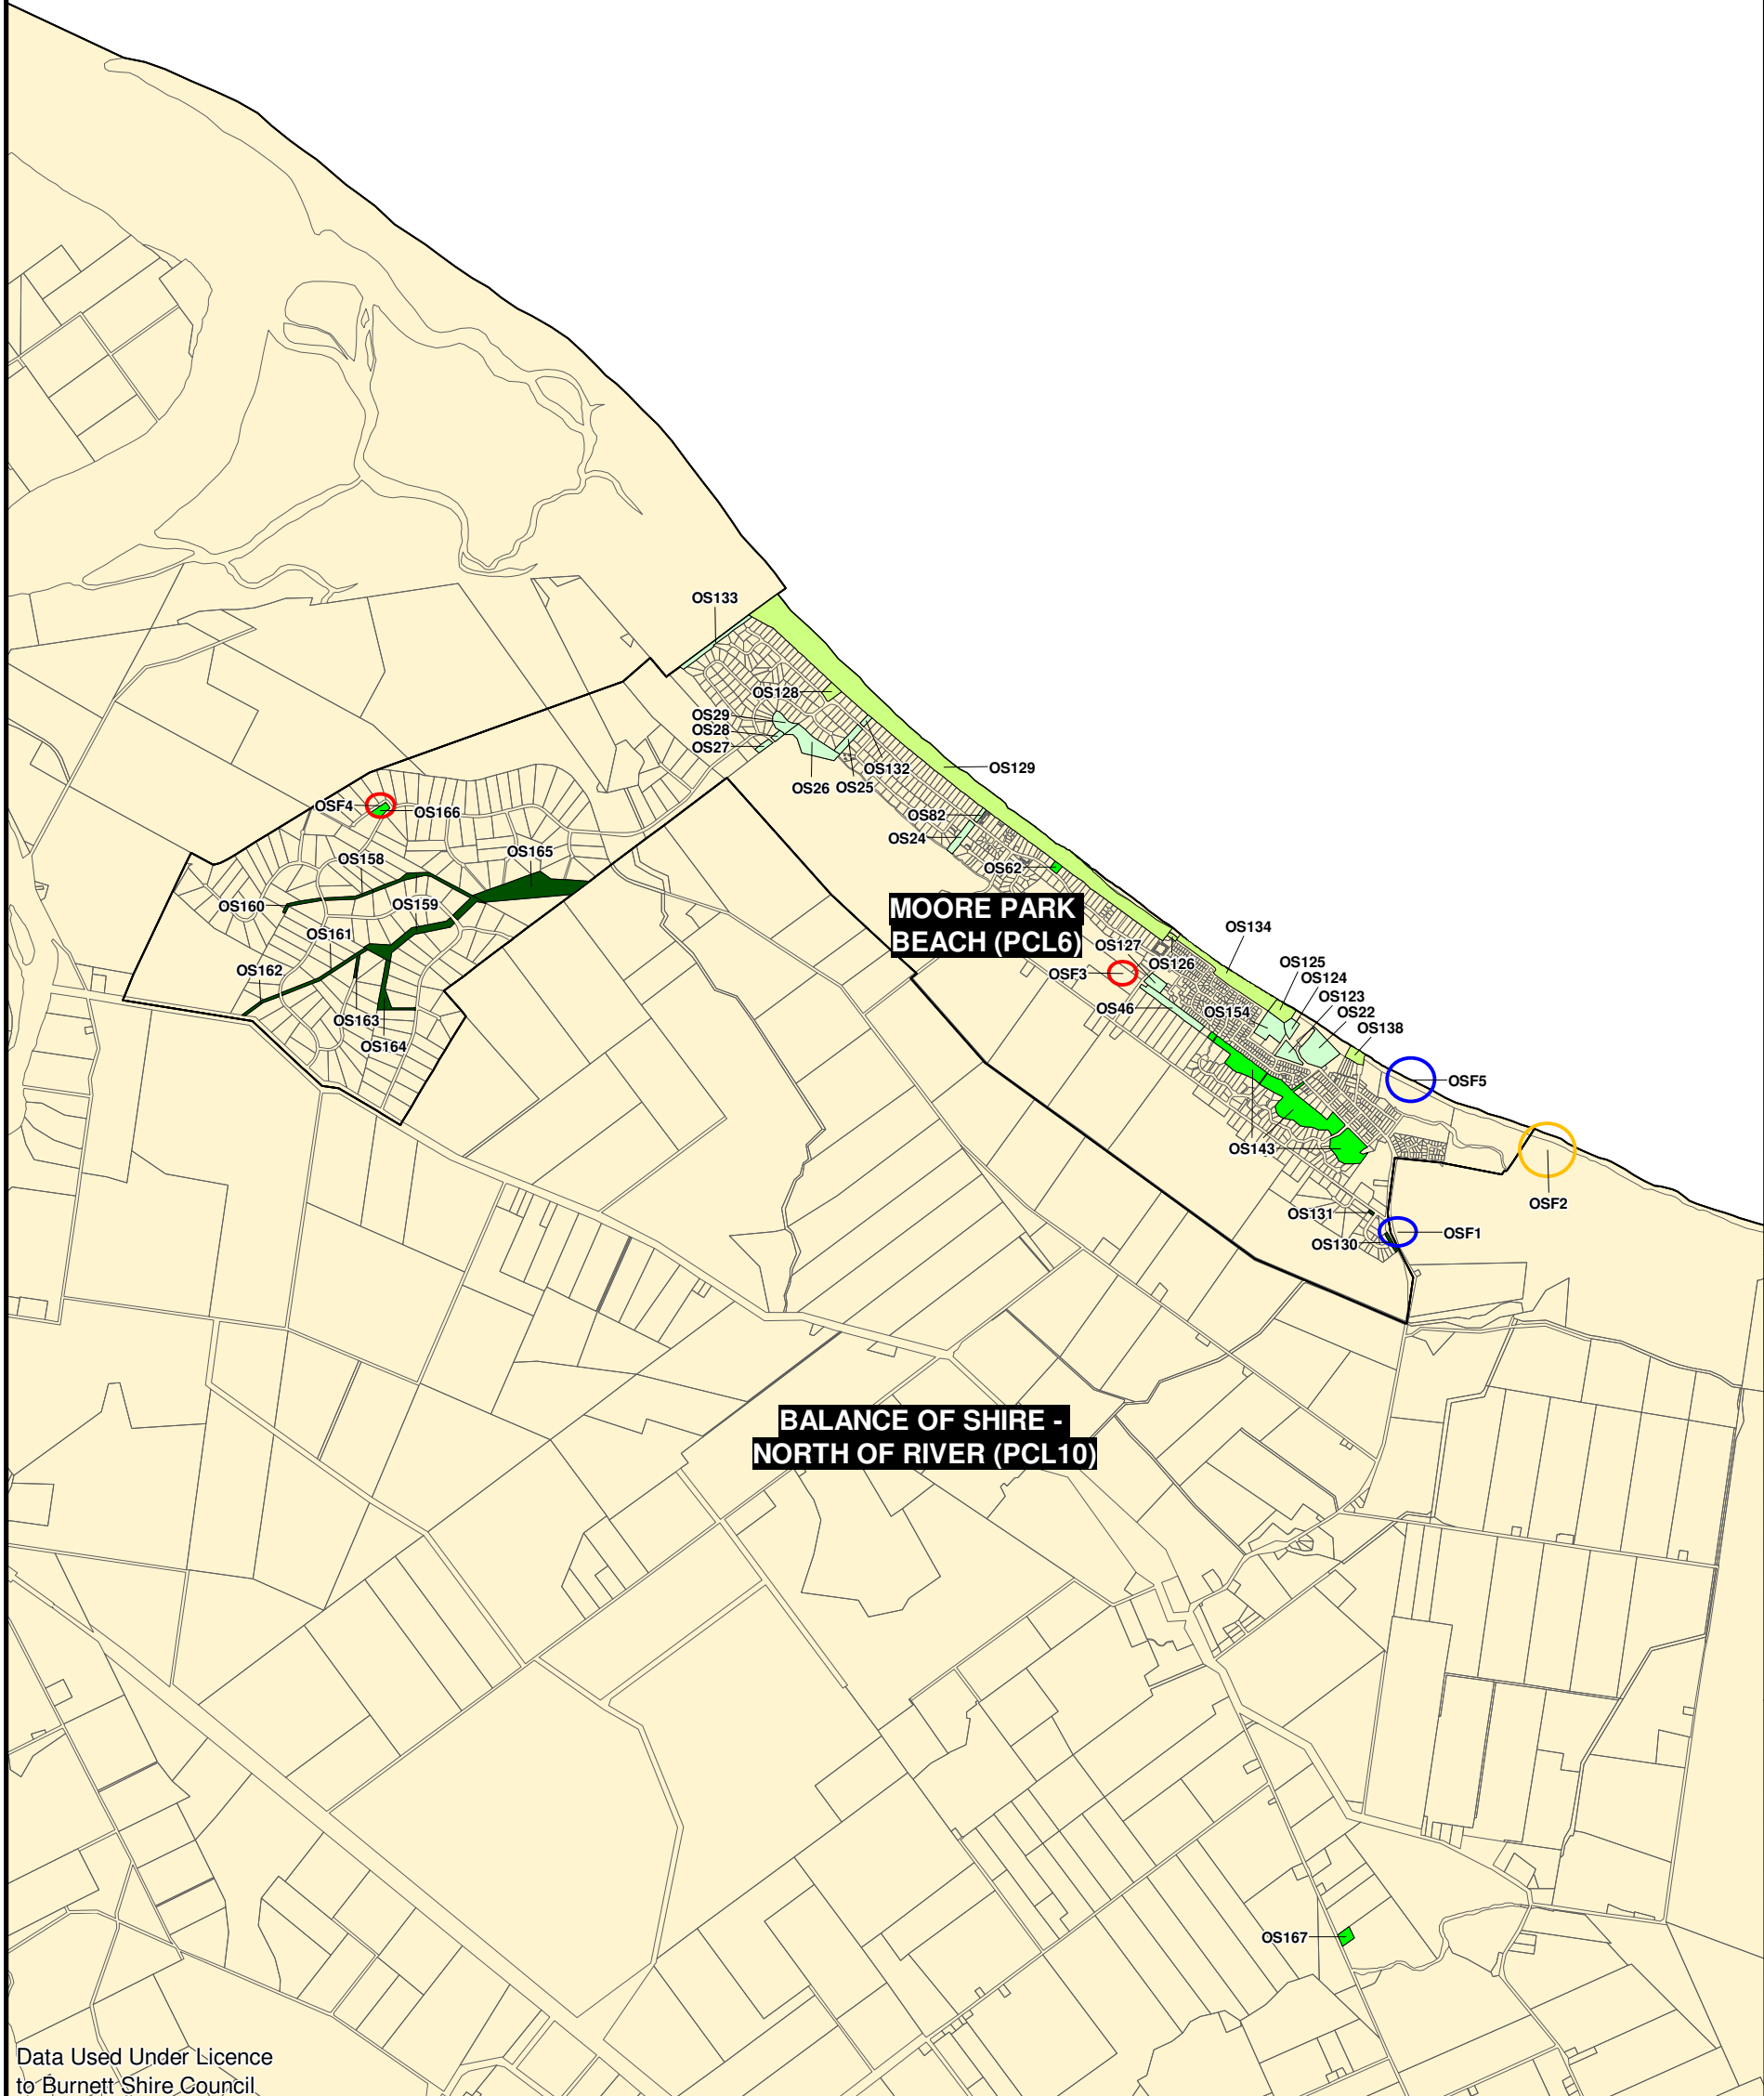 OS133
OS128
OS29
OS28
OS27
OS132
OS129
OS26
OS25
OSF4
OS166
OS82
OS24
OS158
OS165
OS62
OS160
OS159
MOORE PARK
BEACH (PCL6)
OS161
OS127
OS134
OS162
OSF3
OS126
OS125
OS124
OS123
OS46
OS154
OS22
OS163
OS138
OS164
OSF5
OS143
OSF2
OS131
OSF1
OS130
BALANCE OF SHIRE -
NORTH OF RIVER (PCL10)
OS167
Data Used Under Licence
to Burnett Shire Council